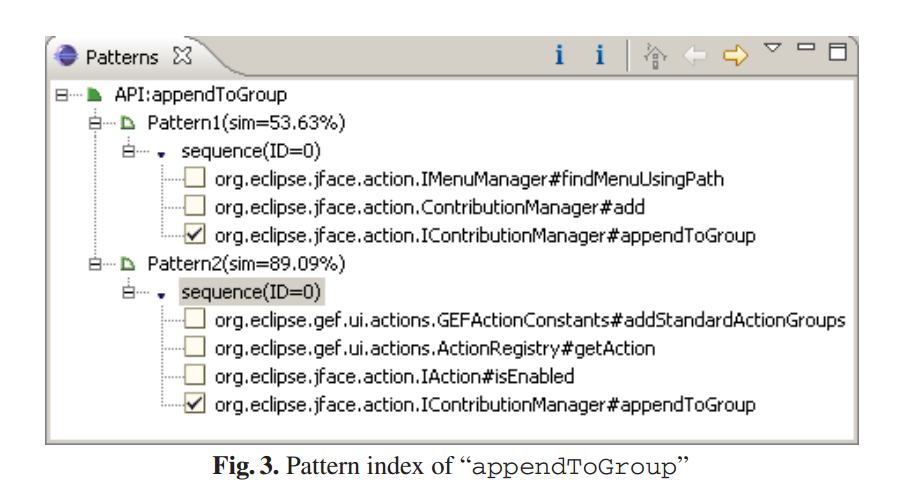 Patterns
API:appendToGroup
Pattern1(sim=53.63%)
sequence(ID=0)
org.eclipse.jface.action.IMenuManager#findMenuUsingPath
org.eclipse.jface.action.ContributionManager#add
org.eclipse.jface.action.IContributionManager#appendToGroup
Pattern2(sim=89.09%)
sequence(ID=0)
org.eclipse.gef.ui.actions.GEFActionConstants#addStandardActionGroups
org.eclipse.gef.ui.actions.ActionRegistry#getAction
org.eclipse.jface.action.IAction#isEnabled
org.eclipse.jface.action.IContributionManager#appendToGroup
Fig. 3. Pattern index of “appendToGroup”